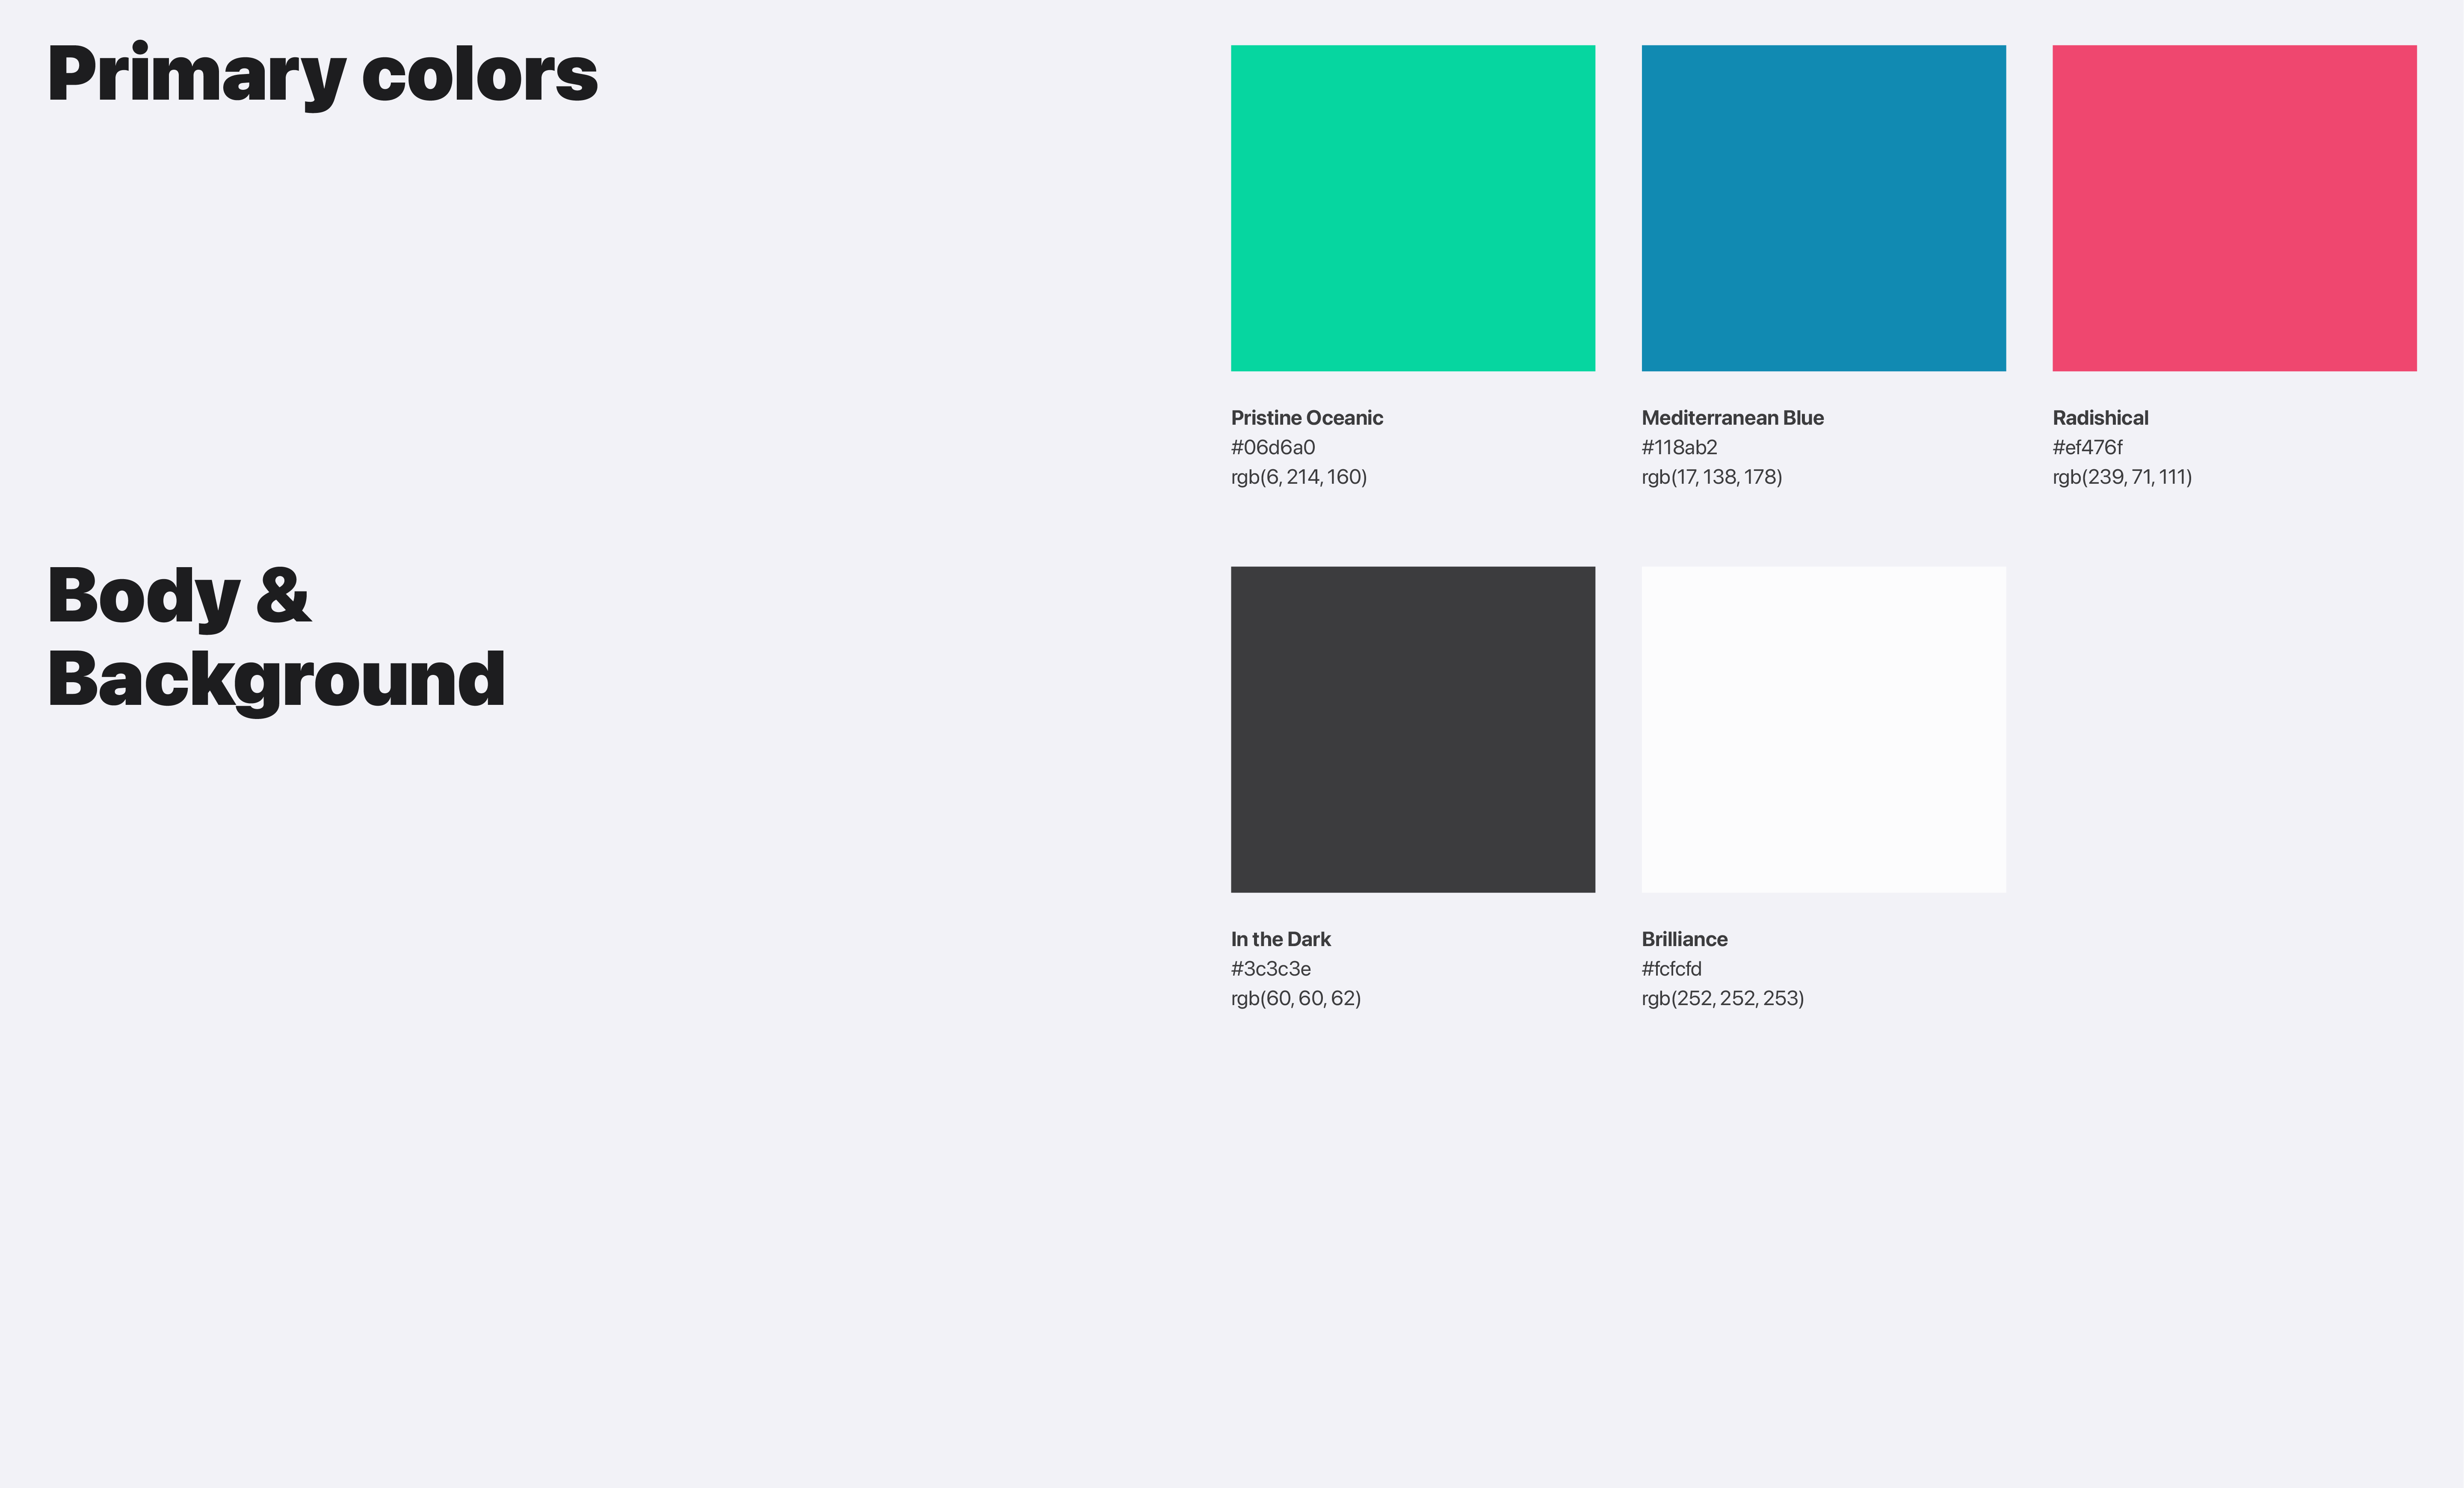 Primary colors
Pristine Oceanic
#06d6a0
rgb(6, 214, 160)
Mediterranean Blue
#118ab2
rgb(17, 138, 178)
Radishical
#ef476f
rgb(239, 71, 111)
Body &
Background
In the Dark
#3c3c3e
rgb(60, 60, 62)
Brilliance
#fcfcfd
rgb(252, 252, 253)